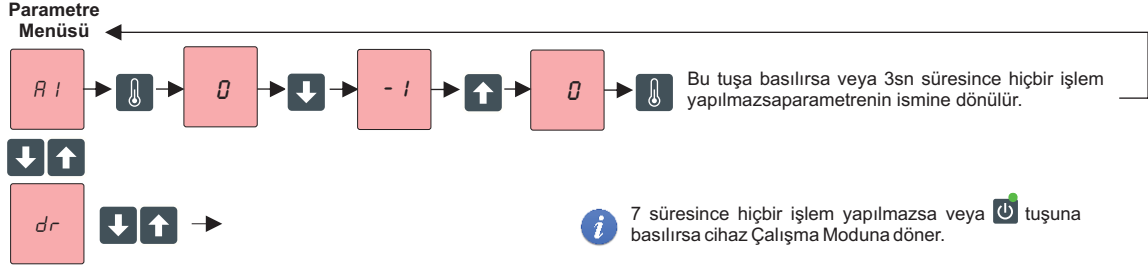 Parametre
Menüsü
A1
0
-1
0
Bu tuşa basılırsa veya 3sn süresince hiçbir işlem
yapılmazsaparametrenin ismine dönülür.
dr
7 süresince hiçbir işlem yapılmazsa veya tuşuna
basılırsa cihaz Çalışma Moduna döner.